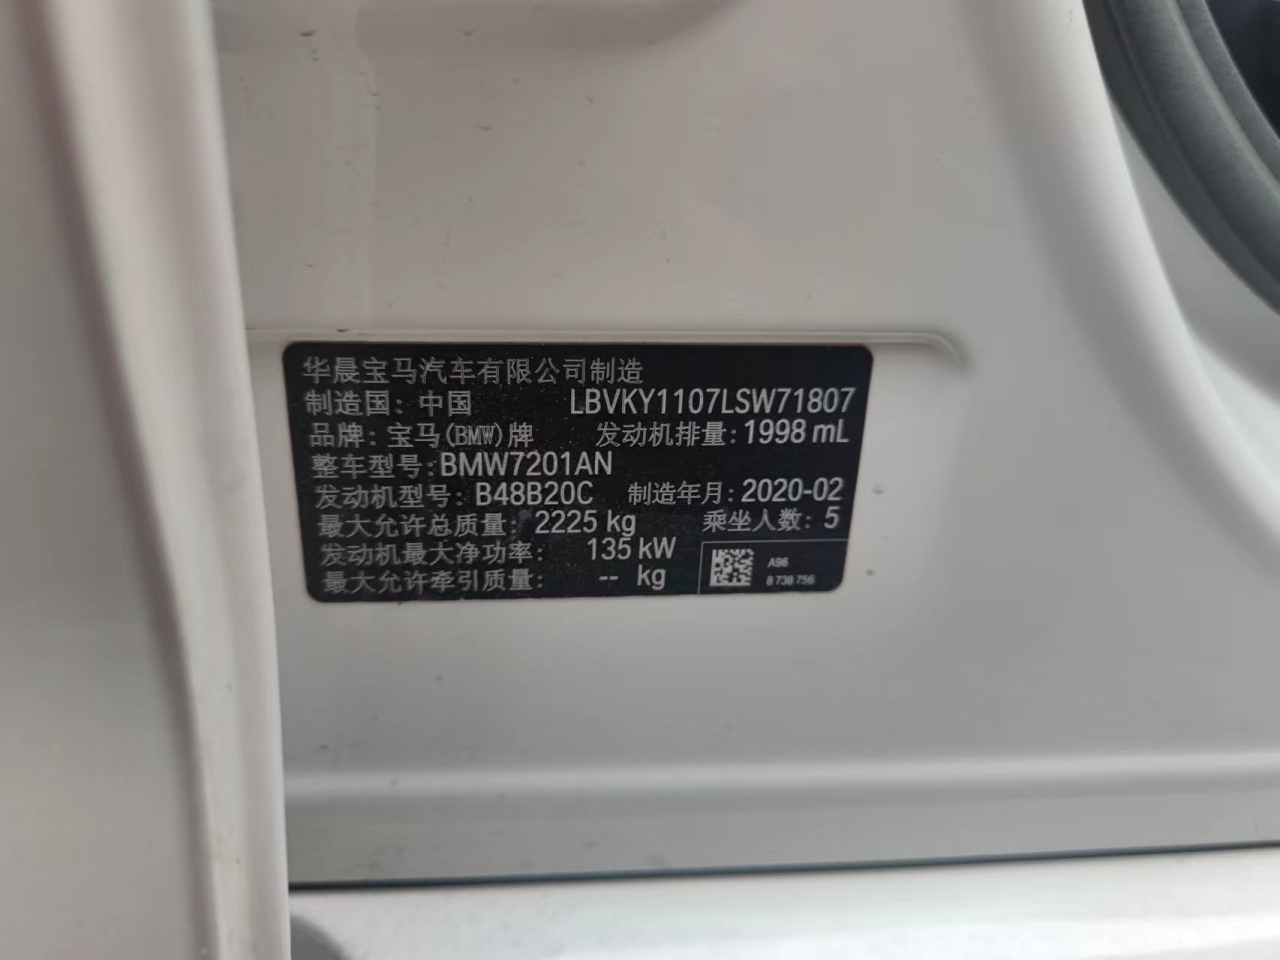 华晨宝马汽车有限公司制造
制造国：中国 LBVKY1107LSW71807
品牌：宝马(BMW)牌 发动机排量：1998 mL
整车型号：BMW7201AN
发动机型号：B48B20C 制造年月：2020-02
最大允许总质量：2225 kg 乘坐人数：5
发动机最大净功率：135 kW
最大允许牵引质量：-- kg
A96
8 738 756